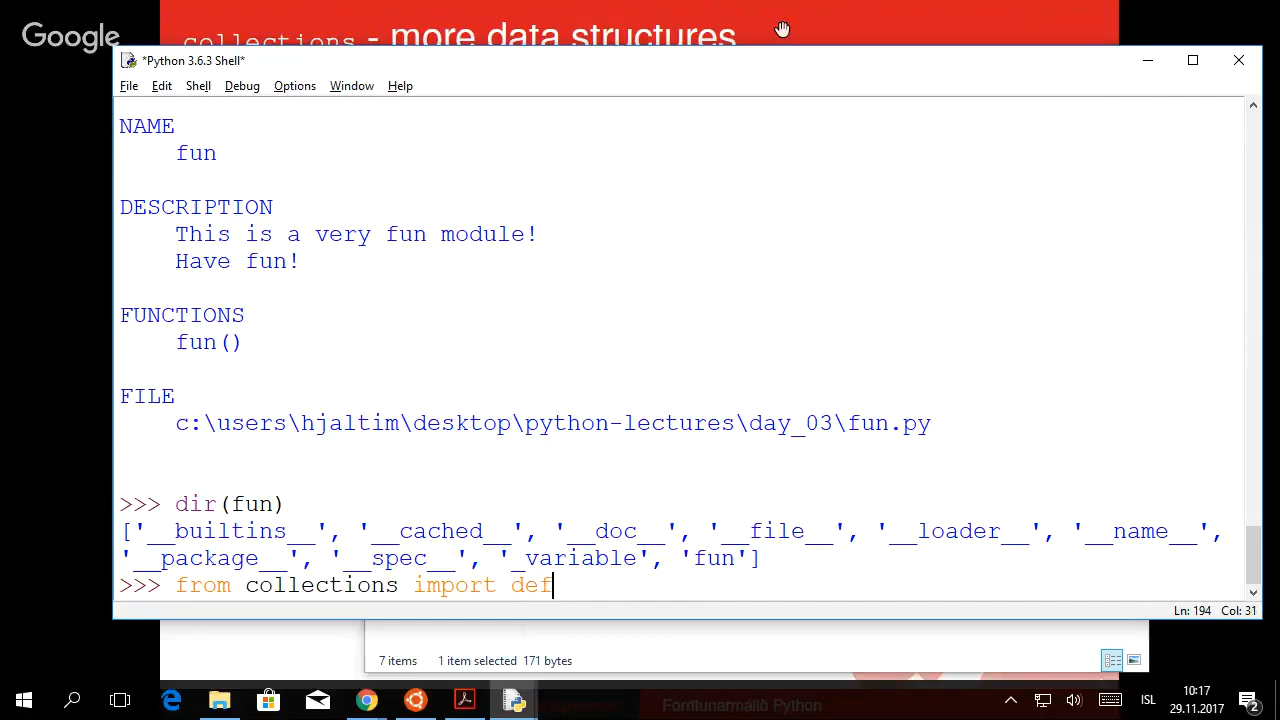 Google
collections - more data structures
*Python 3.6.3 Shell*
File Edit Shell Debug Options Window Help
NAME
fun
DESCRIPTION
This is a very fun module!
Have fun!
FUNCTIONS
fun()
FILE
c:\users\hjaltim\desktop\python-lectures\day_03\fun.py
>>> dir(fun)
['__builtins__', '__cached__', '__doc__', '__file__', '__loader__', '__name__',
'__package__', '__spec__', '_variable', 'fun']
>>> from collections import def
Ln: 194 Col: 31
7 items 1 item selected 171 bytes
Forritunarmálið Python
ISL
10:17
29.11.2017
2